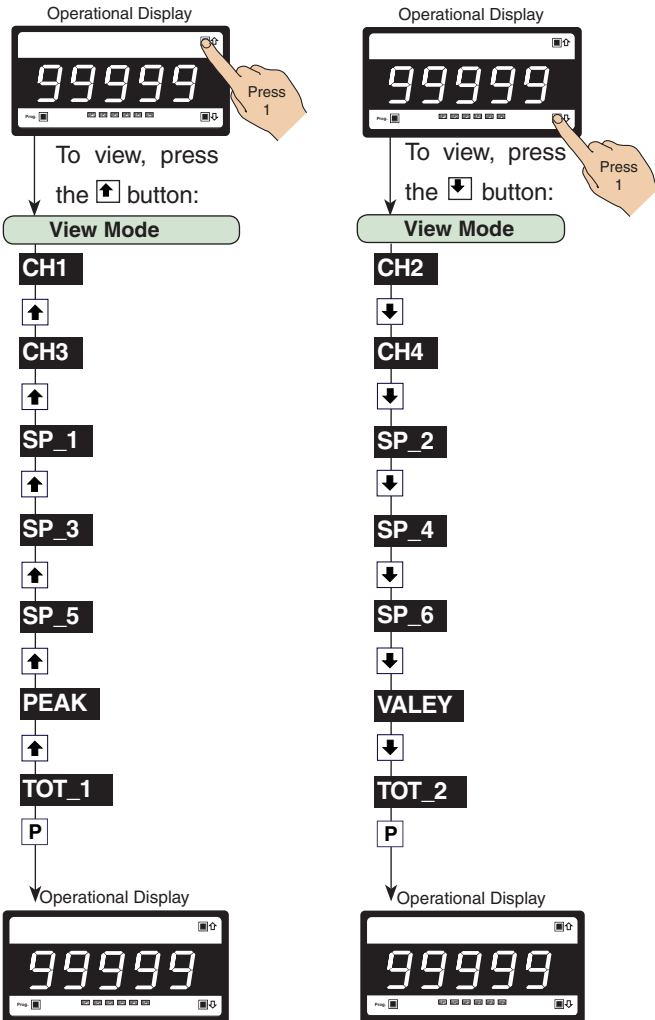 Operational Display
99999
Press
1
Prog.
To view, press
the button:
View Mode
CH1
CH3
SP_1
SP_3
SP_5
PEAK
TOT_1
P
Operational Display
99999
Prog.
Operational Display
99999
Press
1
Prog.
To view, press
the button:
View Mode
CH2
CH4
SP_2
SP_4
SP_6
VALEY
TOT_2
P
Operational Display
99999
Prog.